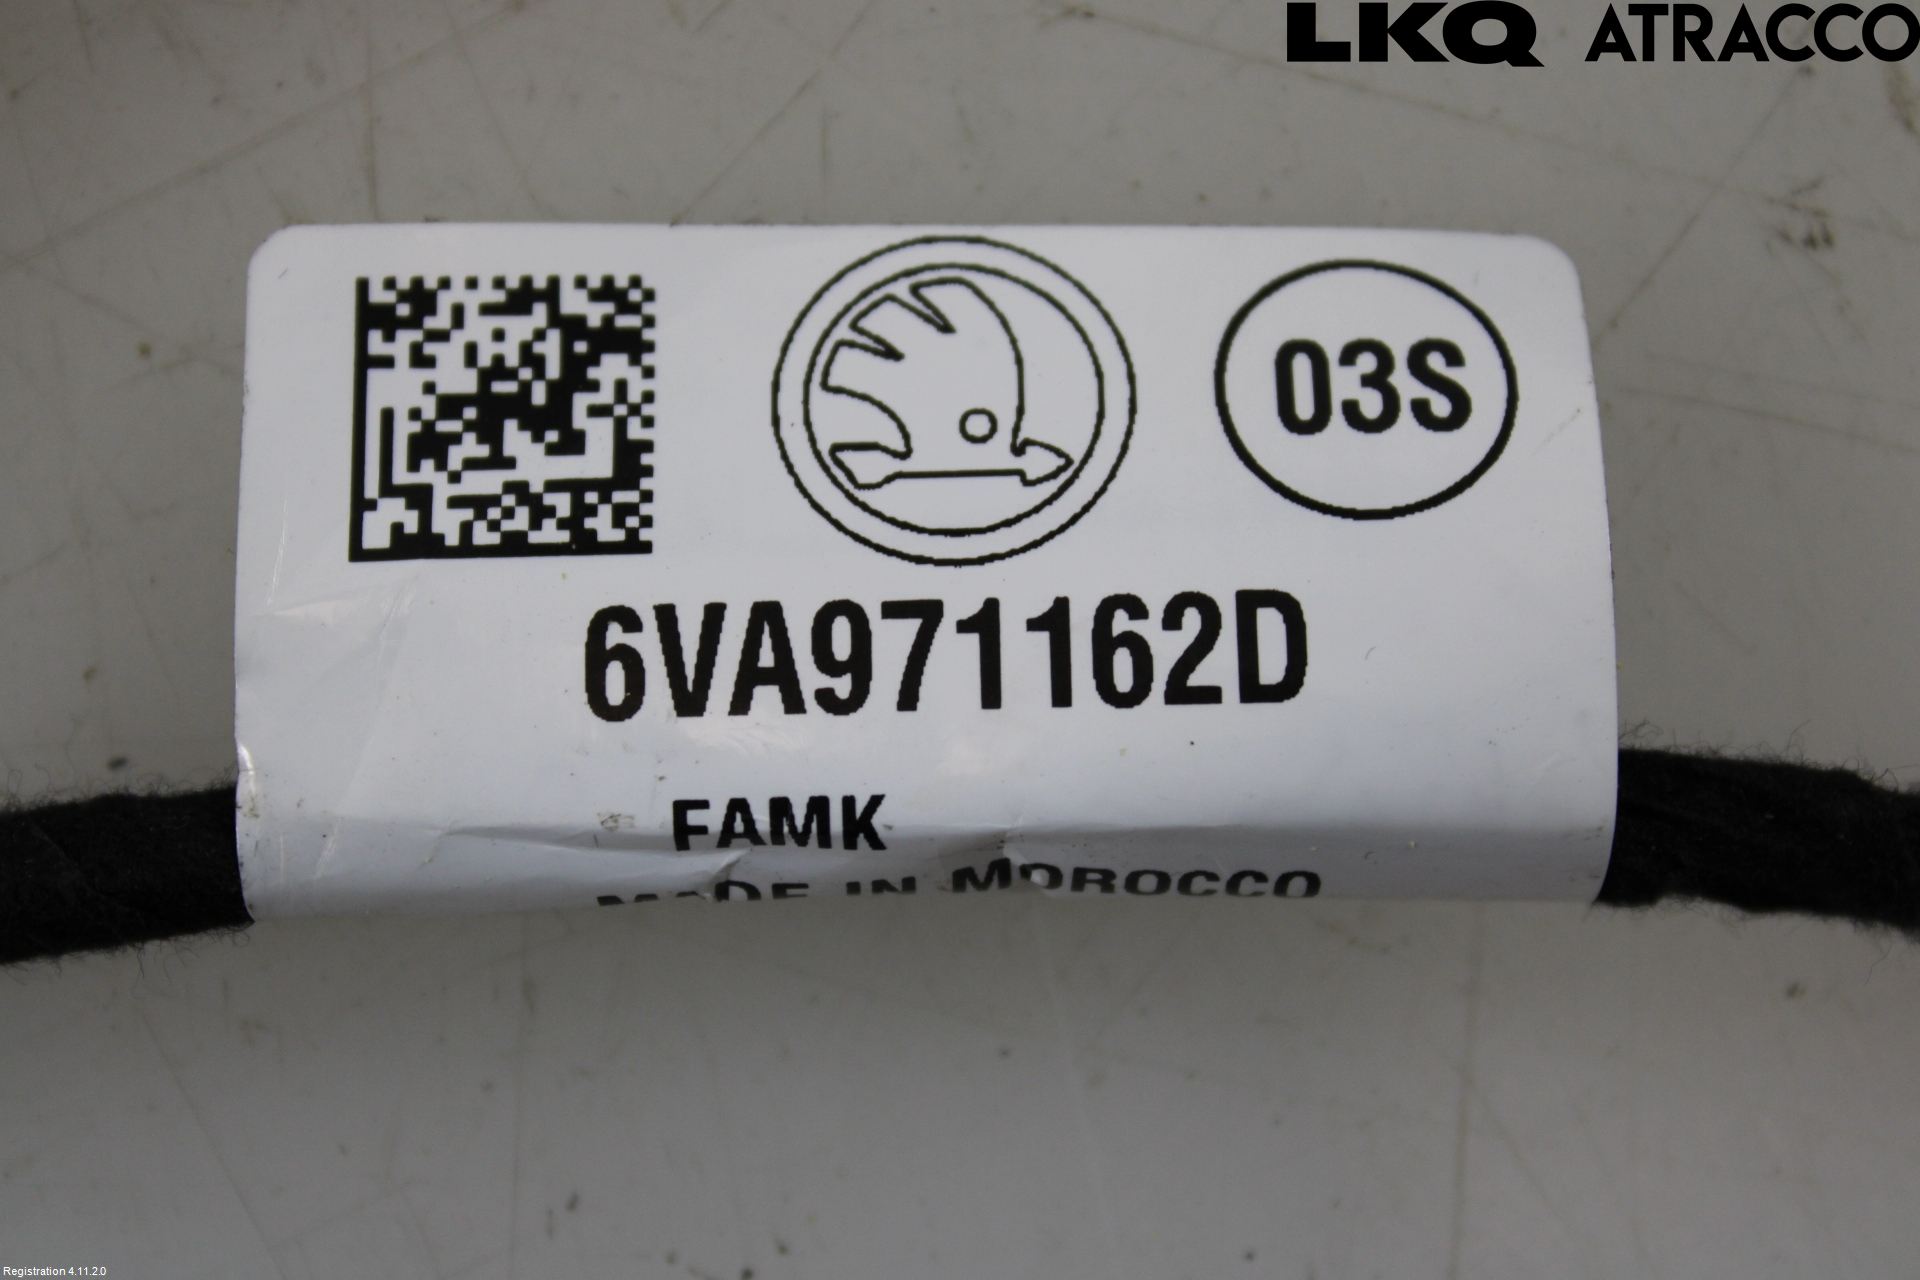 LKQ ATRACCO
03S
6VA971162D
FAMK
MADE IN MOROCCO
Registration 4.11.2.0